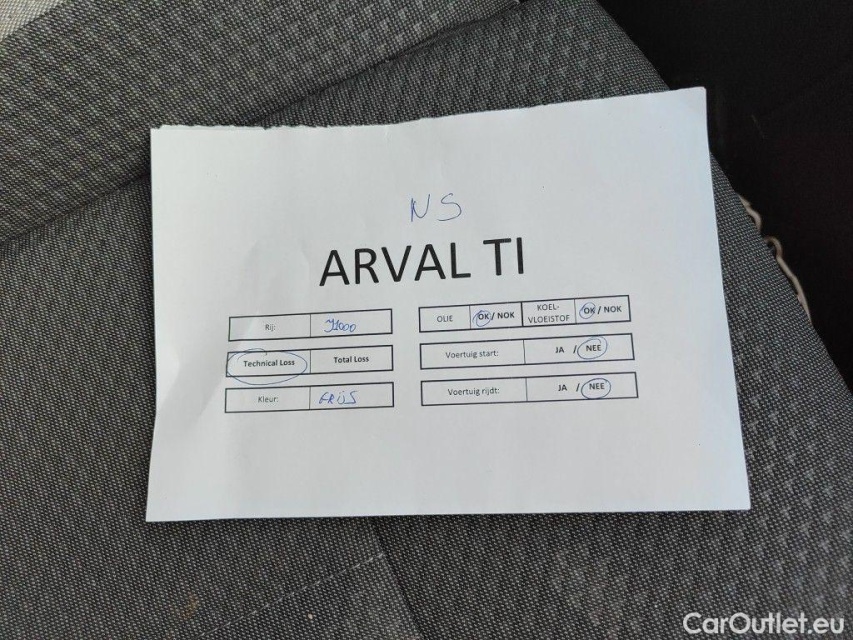 NS
ARVAL TI
Rij: J1000
OLIE OK / NOK KOEL-VLOEISTOF OK / NOK
Technical Loss Total Loss
Voertuig start: JA / NEE
Kleur: GRIJS
Voertuig rijdt: JA / NEE
CarOutlet.eu